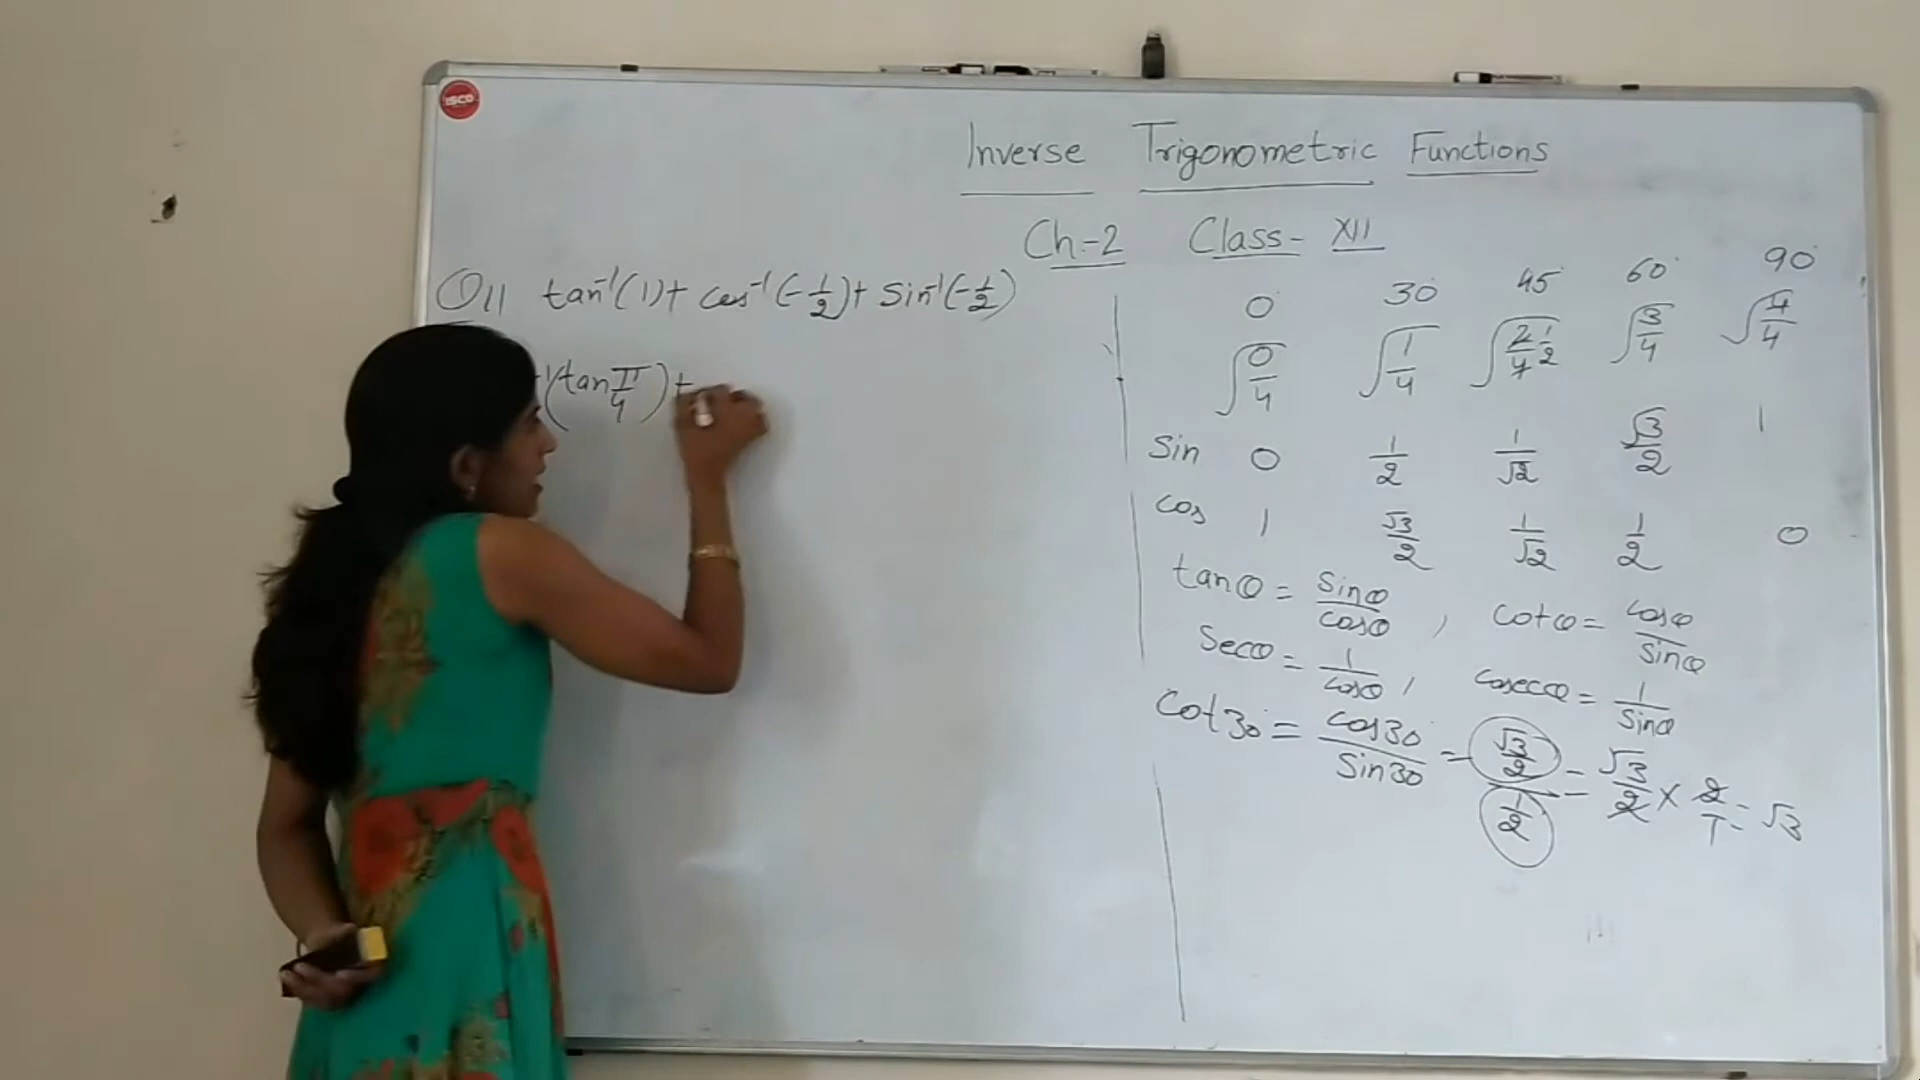 ISCO
Inverse Trigonometric Functions
Ch-2 Class- XII
Q11 tan⁻¹(1) + cos⁻¹(-1/2) + sin⁻¹(-1/2)
⁻¹(tan π/4) +
0 30° 45° 60° 90°
√0/4 √1/4 √2/4 1/2 √3/4 √4/4
Sin 0 1/2 1/√2 √3/2 1
cos 1 √3/2 1/√2 1/2 0
tanθ = sinθ/cosθ , cotθ = cosθ/sinθ
Secθ = 1/cosθ , cosecθ = 1/sinθ
Cot30° = cos30/Sin30 = (√3/2)/(1/2) = √3/2 × 2/1 = √3